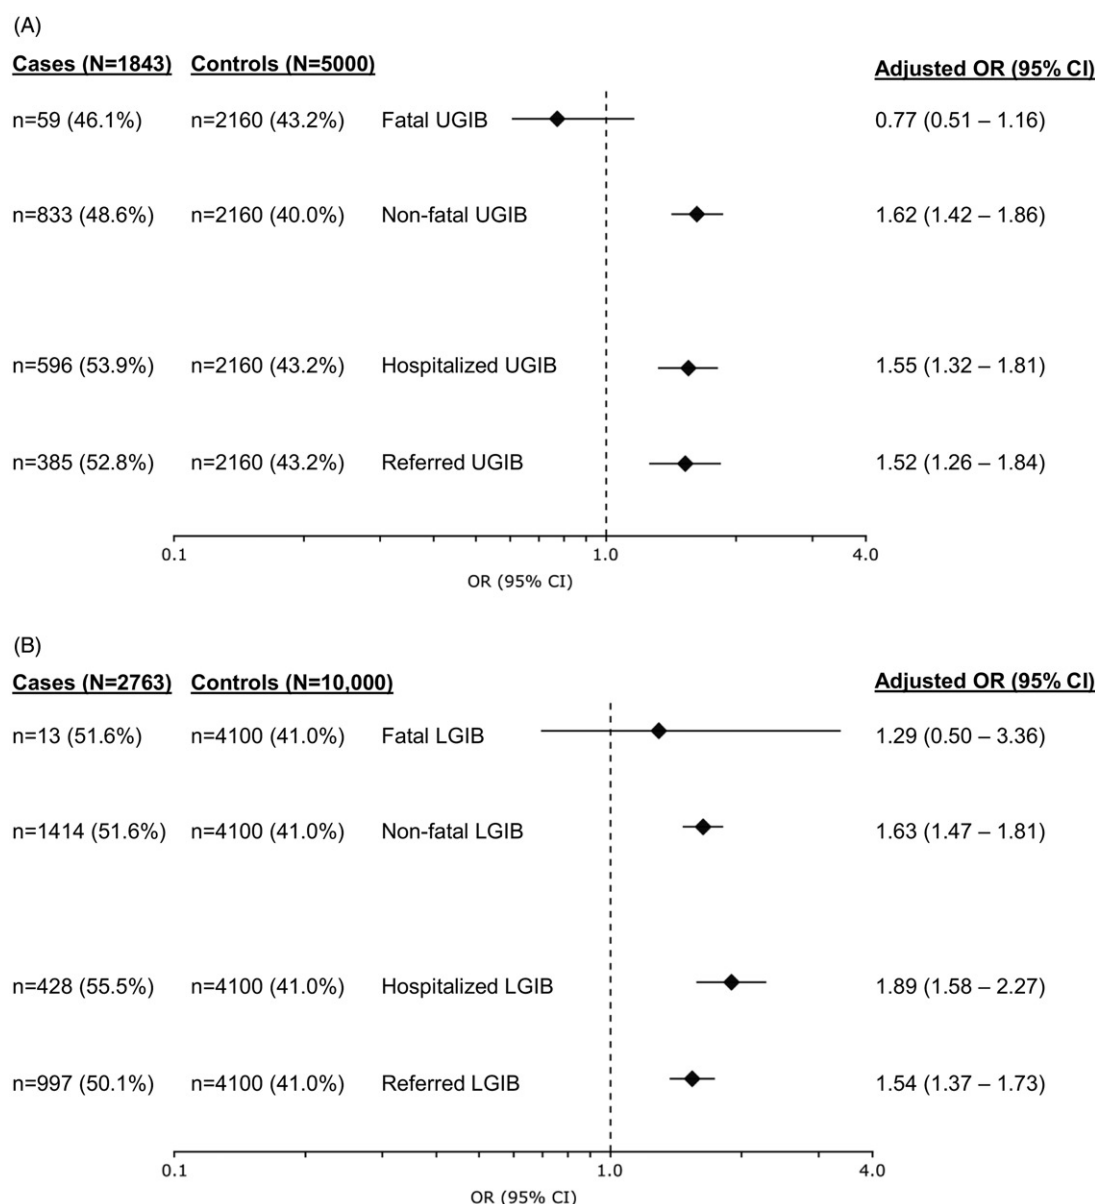 (A)
Cases (N=1843) Controls (N=5000) Adjusted OR (95% CI)
n=59 (46.1%) n=2160 (43.2%) Fatal UGIB 0.77 (0.51 – 1.16)
n=833 (48.6%) n=2160 (40.0%) Non-fatal UGIB 1.62 (1.42 – 1.86)
n=596 (53.9%) n=2160 (43.2%) Hospitalized UGIB 1.55 (1.32 – 1.81)
n=385 (52.8%) n=2160 (43.2%) Referred UGIB 1.52 (1.26 – 1.84)
0.1 1.0 4.0
OR (95% CI)
(B)
Cases (N=2763) Controls (N=10,000) Adjusted OR (95% CI)
n=13 (51.6%) n=4100 (41.0%) Fatal LGIB 1.29 (0.50 – 3.36)
n=1414 (51.6%) n=4100 (41.0%) Non-fatal LGIB 1.63 (1.47 – 1.81)
n=428 (55.5%) n=4100 (41.0%) Hospitalized LGIB 1.89 (1.58 – 2.27)
n=997 (50.1%) n=4100 (41.0%) Referred LGIB 1.54 (1.37 – 1.73)
0.1 1.0 4.0
OR (95% CI)